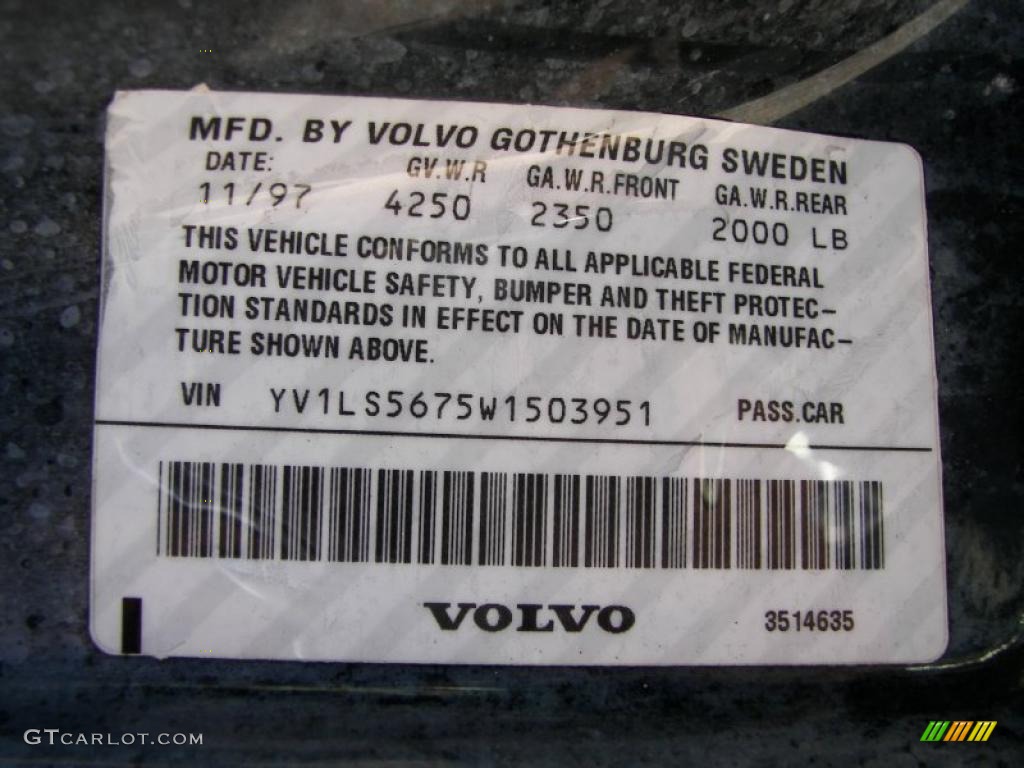 MFD. BY VOLVO GOTHENBURG SWEDEN
DATE: GV.W.R GA.W.R.FRONT GA.W.R.REAR
11/97 4250 2350 2000 LB
THIS VEHICLE CONFORMS TO ALL APPLICABLE FEDERAL
MOTOR VEHICLE SAFETY, BUMPER AND THEFT PROTEC-
TION STANDARDS IN EFFECT ON THE DATE OF MANUFAC-
TURE SHOWN ABOVE.
VIN YV1LS5675W1503951 PASS.CAR
VOLVO 3514635
GTCARLOT.COM